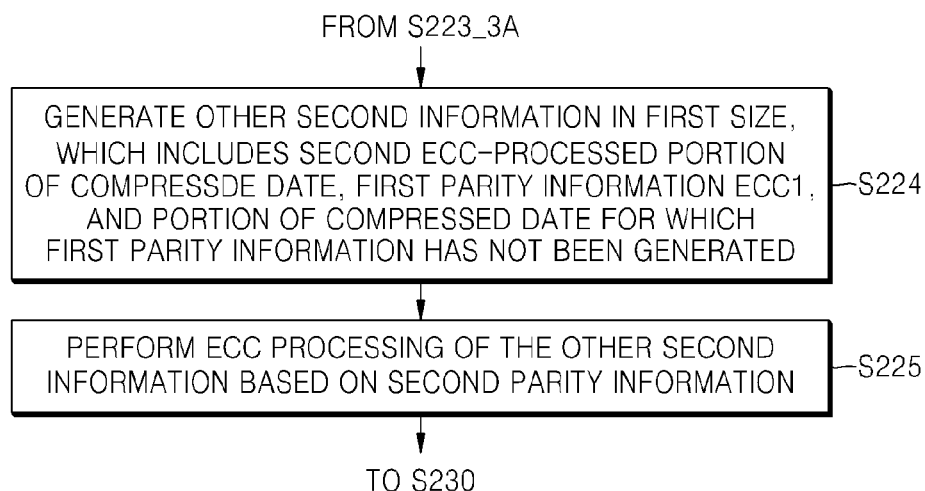 FROM S223_3A
GENERATE OTHER SECOND INFORMATION IN FIRST SIZE,
WHICH INCLUDES SECOND ECC-PROCESSED PORTION
OF COMPRESSDE DATE, FIRST PARITY INFORMATION ECC1,
AND PORTION OF COMPRESSED DATE FOR WHICH
FIRST PARITY INFORMATION HAS NOT BEEN GENERATED
S224
PERFORM ECC PROCESSING OF THE OTHER SECOND
INFORMATION BASED ON SECOND PARITY INFORMATION
S225
TO S230